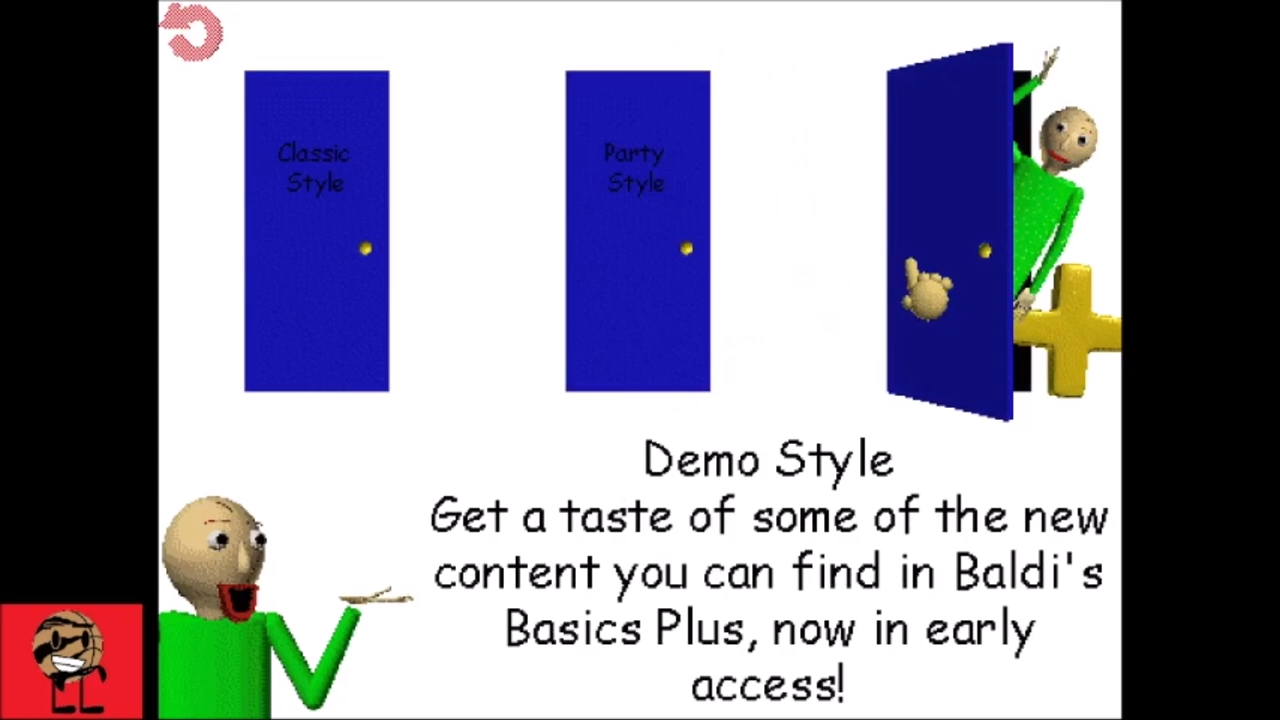 Classic
Style
Party
Style
Demo Style
Get a taste of some of the new
content you can find in Baldi's
Basics Plus, now in early
access!